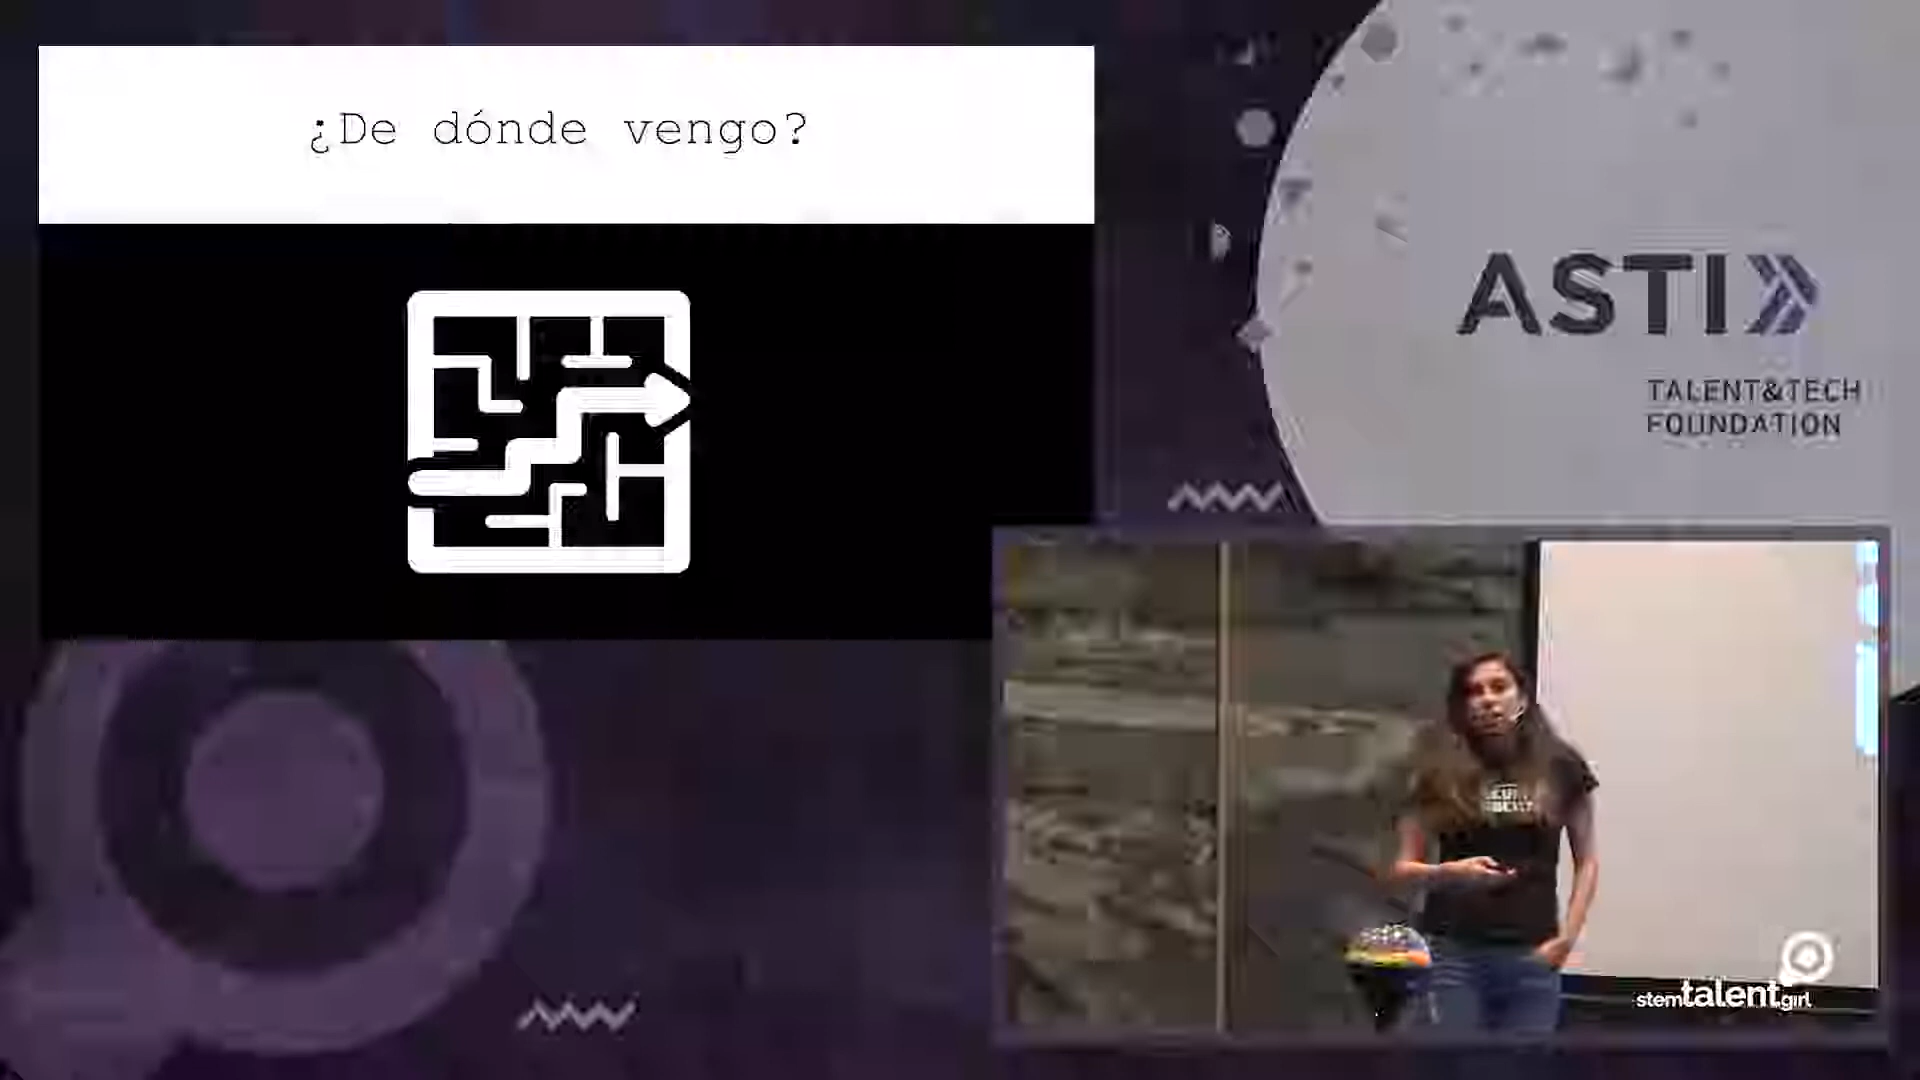 ¿De dónde vengo?
ASTI
TALENT&TECH
FOUNDATION
stemtalentgirl